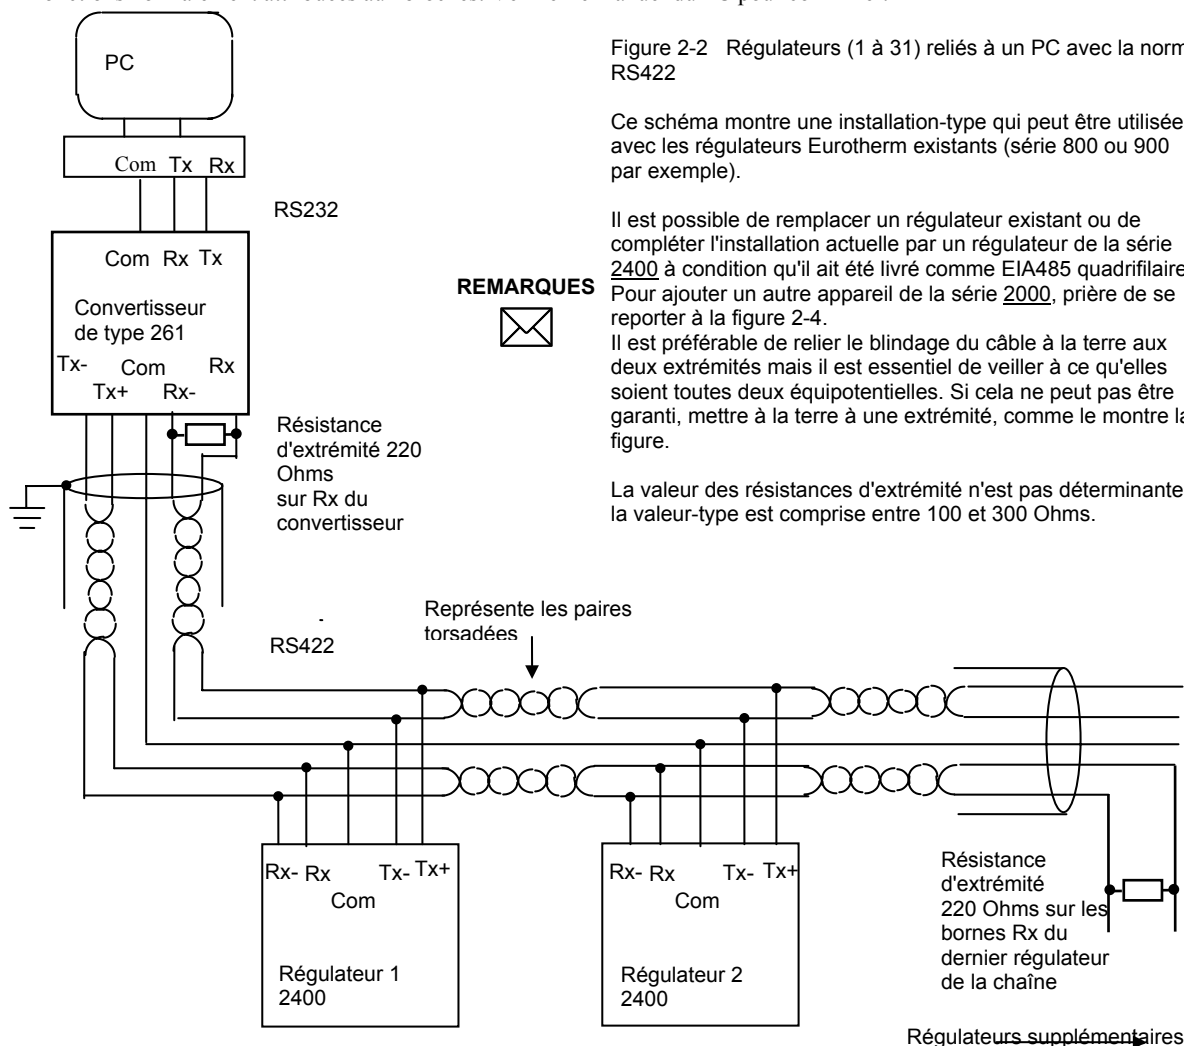 PC
Com Tx Rx
RS232
Com Rx Tx
Convertisseur
de type 261
Tx- Com Rx
Tx+ Rx-
Résistance
d'extrémité 220
Ohms
sur Rx du
convertisseur
Figure 2-2 Régulateurs (1 à 31) reliés à un PC avec la norm
RS422
Ce schéma montre une installation-type qui peut être utilisée
avec les régulateurs Eurotherm existants (série 800 ou 900
par exemple).
Il est possible de remplacer un régulateur existant ou de
compléter l'installation actuelle par un régulateur de la série
2400 à condition qu'il ait été livré comme EIA485 quadrifilaire
REMARQUES
Pour ajouter un autre appareil de la série 2000, prière de se
reporter à la figure 2-4.
Il est préférable de relier le blindage du câble à la terre aux
deux extrémités mais il est essentiel de veiller à ce qu'elles
soient toutes deux équipotentielles. Si cela ne peut pas être
garanti, mettre à la terre à une extrémité, comme le montre la
figure.
La valeur des résistances d'extrémité n'est pas déterminante
la valeur-type est comprise entre 100 et 300 Ohms.
Représente les paires
torsadées
RS422
Rx- Rx Tx- Tx+
Com
Régulateur 1
2400
Rx- Rx Tx- Tx+
Com
Régulateur 2
2400
Résistance
d'extrémité
220 Ohms sur les
bornes Rx du
dernier régulateur
de la chaîne
Régulateurs supplémentaires